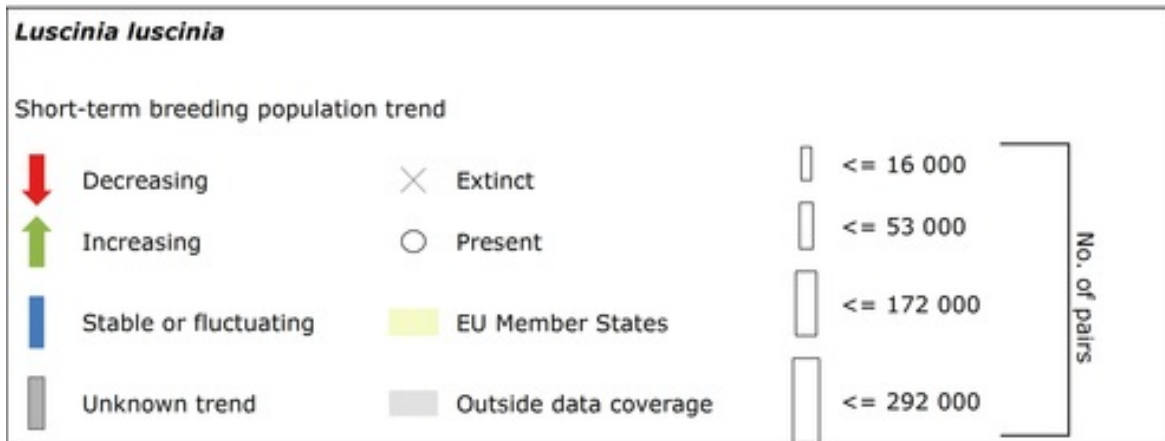 Luscinia luscinia
Short-term breeding population trend
Decreasing
Increasing
Stable or fluctuating
Unknown trend
Extinct
Present
EU Member States
Outside data coverage
<= 16 000
<= 53 000
<= 172 000
<= 292 000
No. of pairs